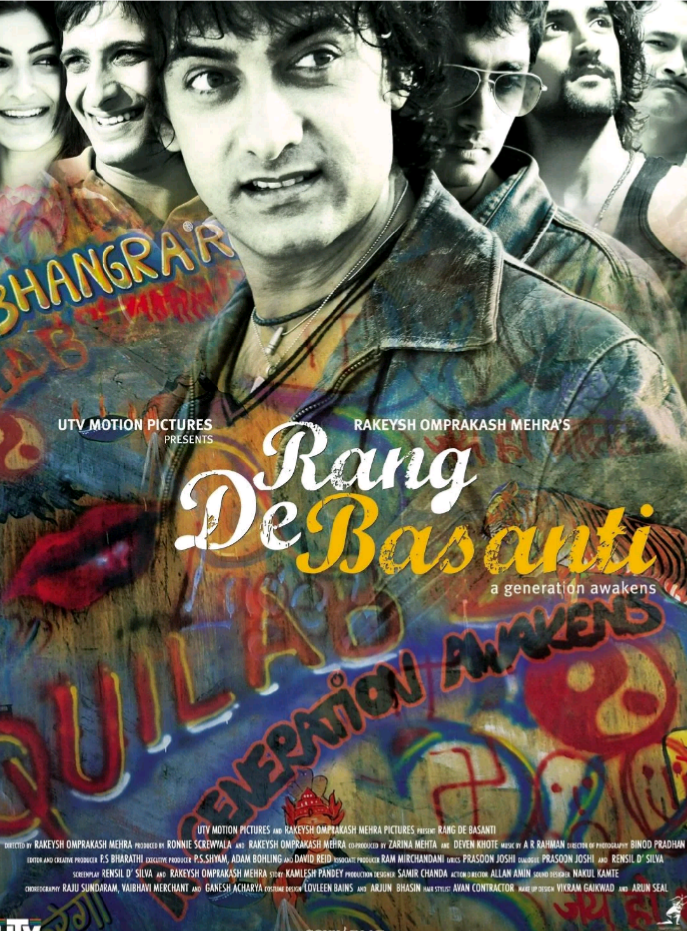 BHANGRA'R
UTV MOTION PICTURES
PRESENTS
RAKEYSH OMPRAKASH MEHRA'S
Rang
De Basanti
a generation awakens
QUILAB
A GENERATION AWAKENS
UTV MOTION PICTURES AND RAKEYSH OMPRAKASH MEHRA PICTURES PRESENT RANG DE BASANTI
DIRECTED BY RAKEYSH OMPRAKASH MEHRA PRODUCED BY RONNIE SCREWVALA AND RAKEYSH OMPRAKASH MEHRA CO-PRODUCED BY ZARINA MEHTA AND DEVEN KHOTE MUSIC BY A R RAHMAN DIRECTOR OF PHOTOGRAPHY BINOD PRADHAN
EDITOR AND CREATIVE PRODUCER P.S BHARATHI EXECUTIVE PRODUCER P.S.SHYAM, ADAM BOHLING AND DAVID REID ASSOCIATE PRODUCER RAM MIRCHANDANI LYRICS PRASOON JOSHI DIALOGUE PRASOON JOSHI AND RENSIL D' SILVA
SCREENPLAY RENSIL D' SILVA AND RAKEYSH OMPRAKASH MEHRA STORY KAMLESH PANDEY PRODUCTION DESIGNER SAMIR CHANDA ACTION DIRECTOR ALLAN AMIN SOUND DESIGNER NAKUL KAMTE
CHOREOGRAPHY RAJU SUNDARAM, VAIBHAVI MERCHANT AND GANESH ACHARYA COSTUME DESIGN LOVLEEN BAINS AND ARJUN BHASIN HAIR STYLIST AVAN CONTRACTOR MAKE UP DESIGN VIKRAM GAIKWAD AND ARUN SEAL
जय हो
UTV